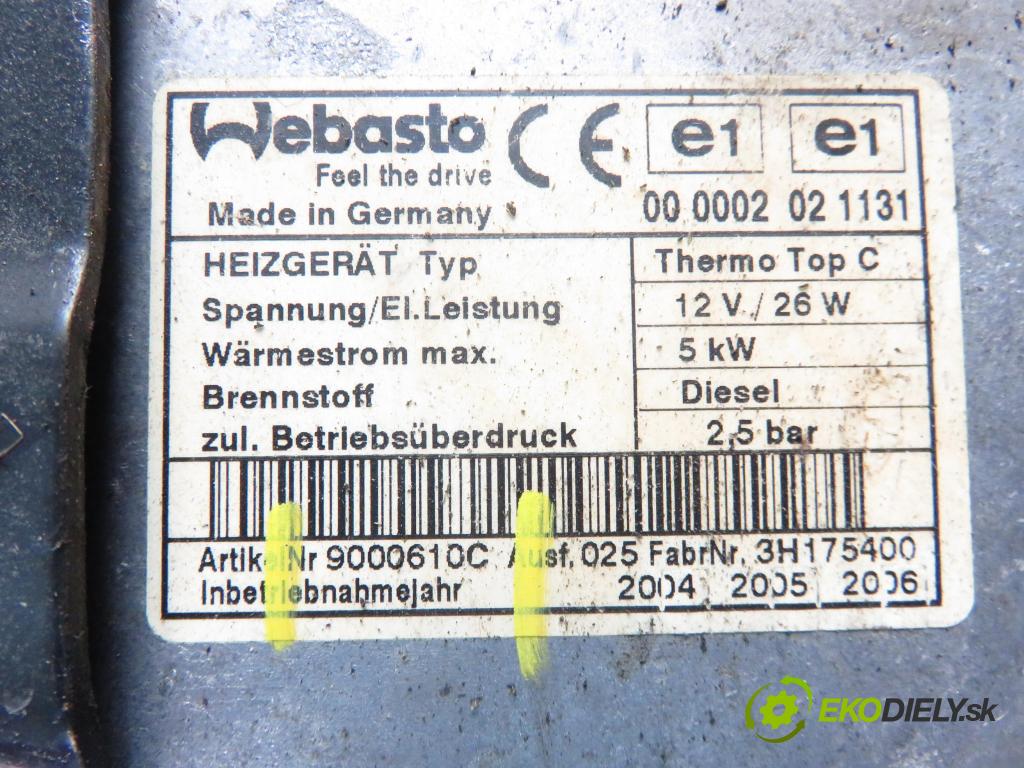 Webasto CE e1 e1
Feel the drive
Made in Germany 00 0002 02 1131
HEIZGERÄT Typ Thermo Top C
Spannung/El.Leistung 12 V / 26 W
Wärmestrom max. 5 kW
Brennstoff Diesel
zul. Betriebsüberdruck 2,5 bar
ArtikelNr 9000610C Ausf. 025 FabrNr. 3H175400
Inbetriebnahmejahr 2004 2005 2006
EKODIELY.sk